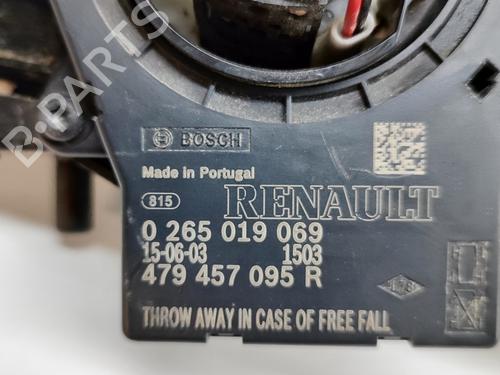 B-PARTS
BOSCH
Made in Portugal
815 RENAULT
0 265 019 069
15-06-03 1503
479 457 095 R
THROW AWAY IN CASE OF FREE FALL